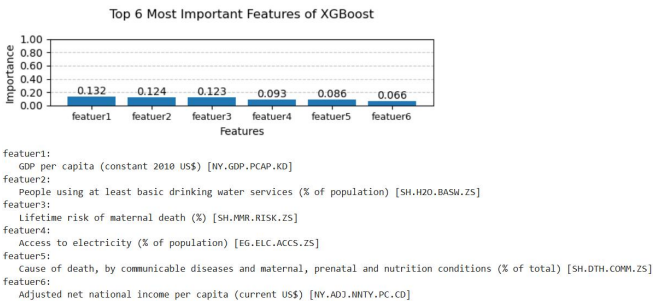 Top 6 Most Important Features of XGBoost
Importance
1.00
0.80
0.60
0.40
0.20
0.00
0.132 0.124 0.123 0.093 0.086 0.066
featuer1 featuer2 featuer3 featuer4 featuer5 featuer6
Features
featuer1:
GDP per capita (constant 2010 US$) [NY.GDP.PCAP.KD]
featuer2:
People using at least basic drinking water services (% of population) [SH.H2O.BASW.ZS]
featuer3:
Lifetime risk of maternal death (%) [SH.MMR.RISK.ZS]
featuer4:
Access to electricity (% of population) [EG.ELC.ACCS.ZS]
featuer5:
Cause of death, by communicable diseases and maternal, prenatal and nutrition conditions (% of total) [SH.DTH.COMM.ZS]
featuer6:
Adjusted net national income per capita (current US$) [NY.ADJ.NNTY.PC.CD]